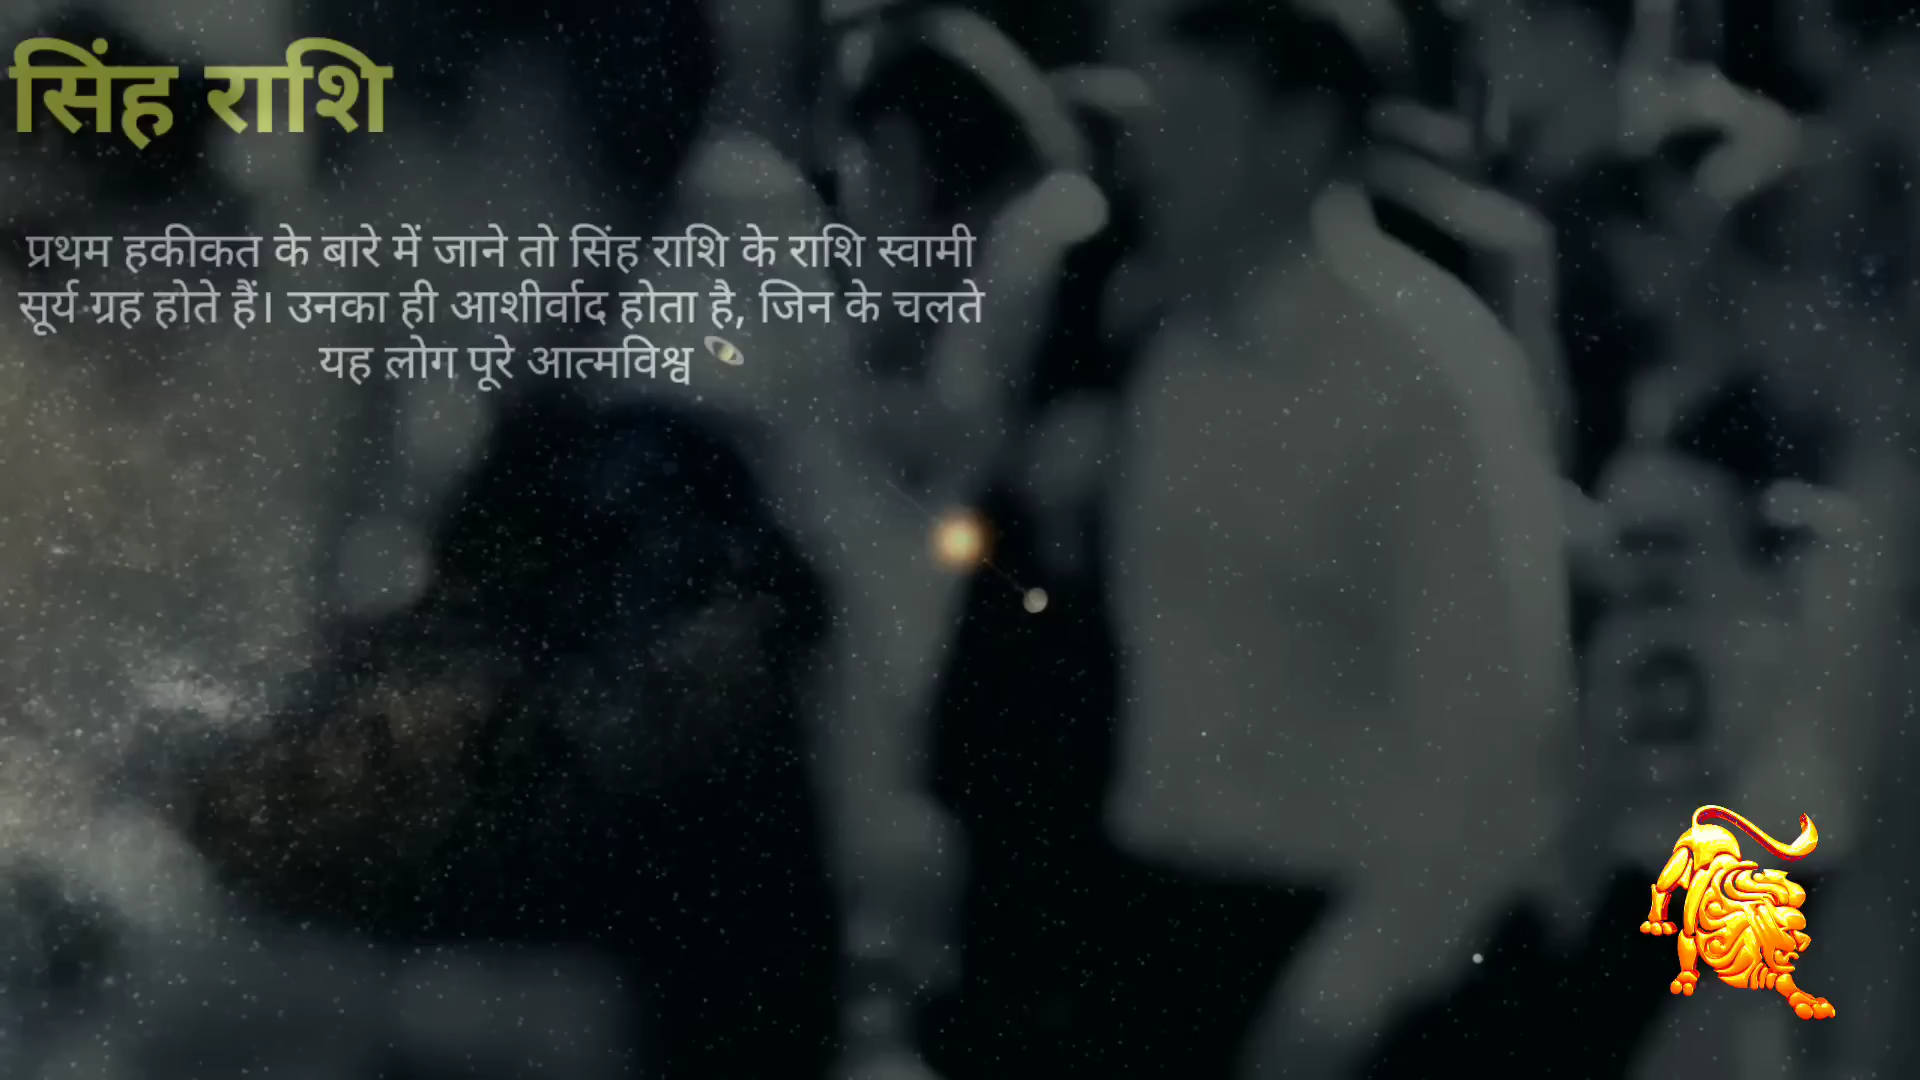 सिंह राशि
प्रथम हकीकत के बारे में जाने तो सिंह राशि के राशि स्वामी
सूर्य ग्रह होते हैं। उनका ही आशीर्वाद होता है, जिन के चलते
यह लोग पूरे आत्मविश्व